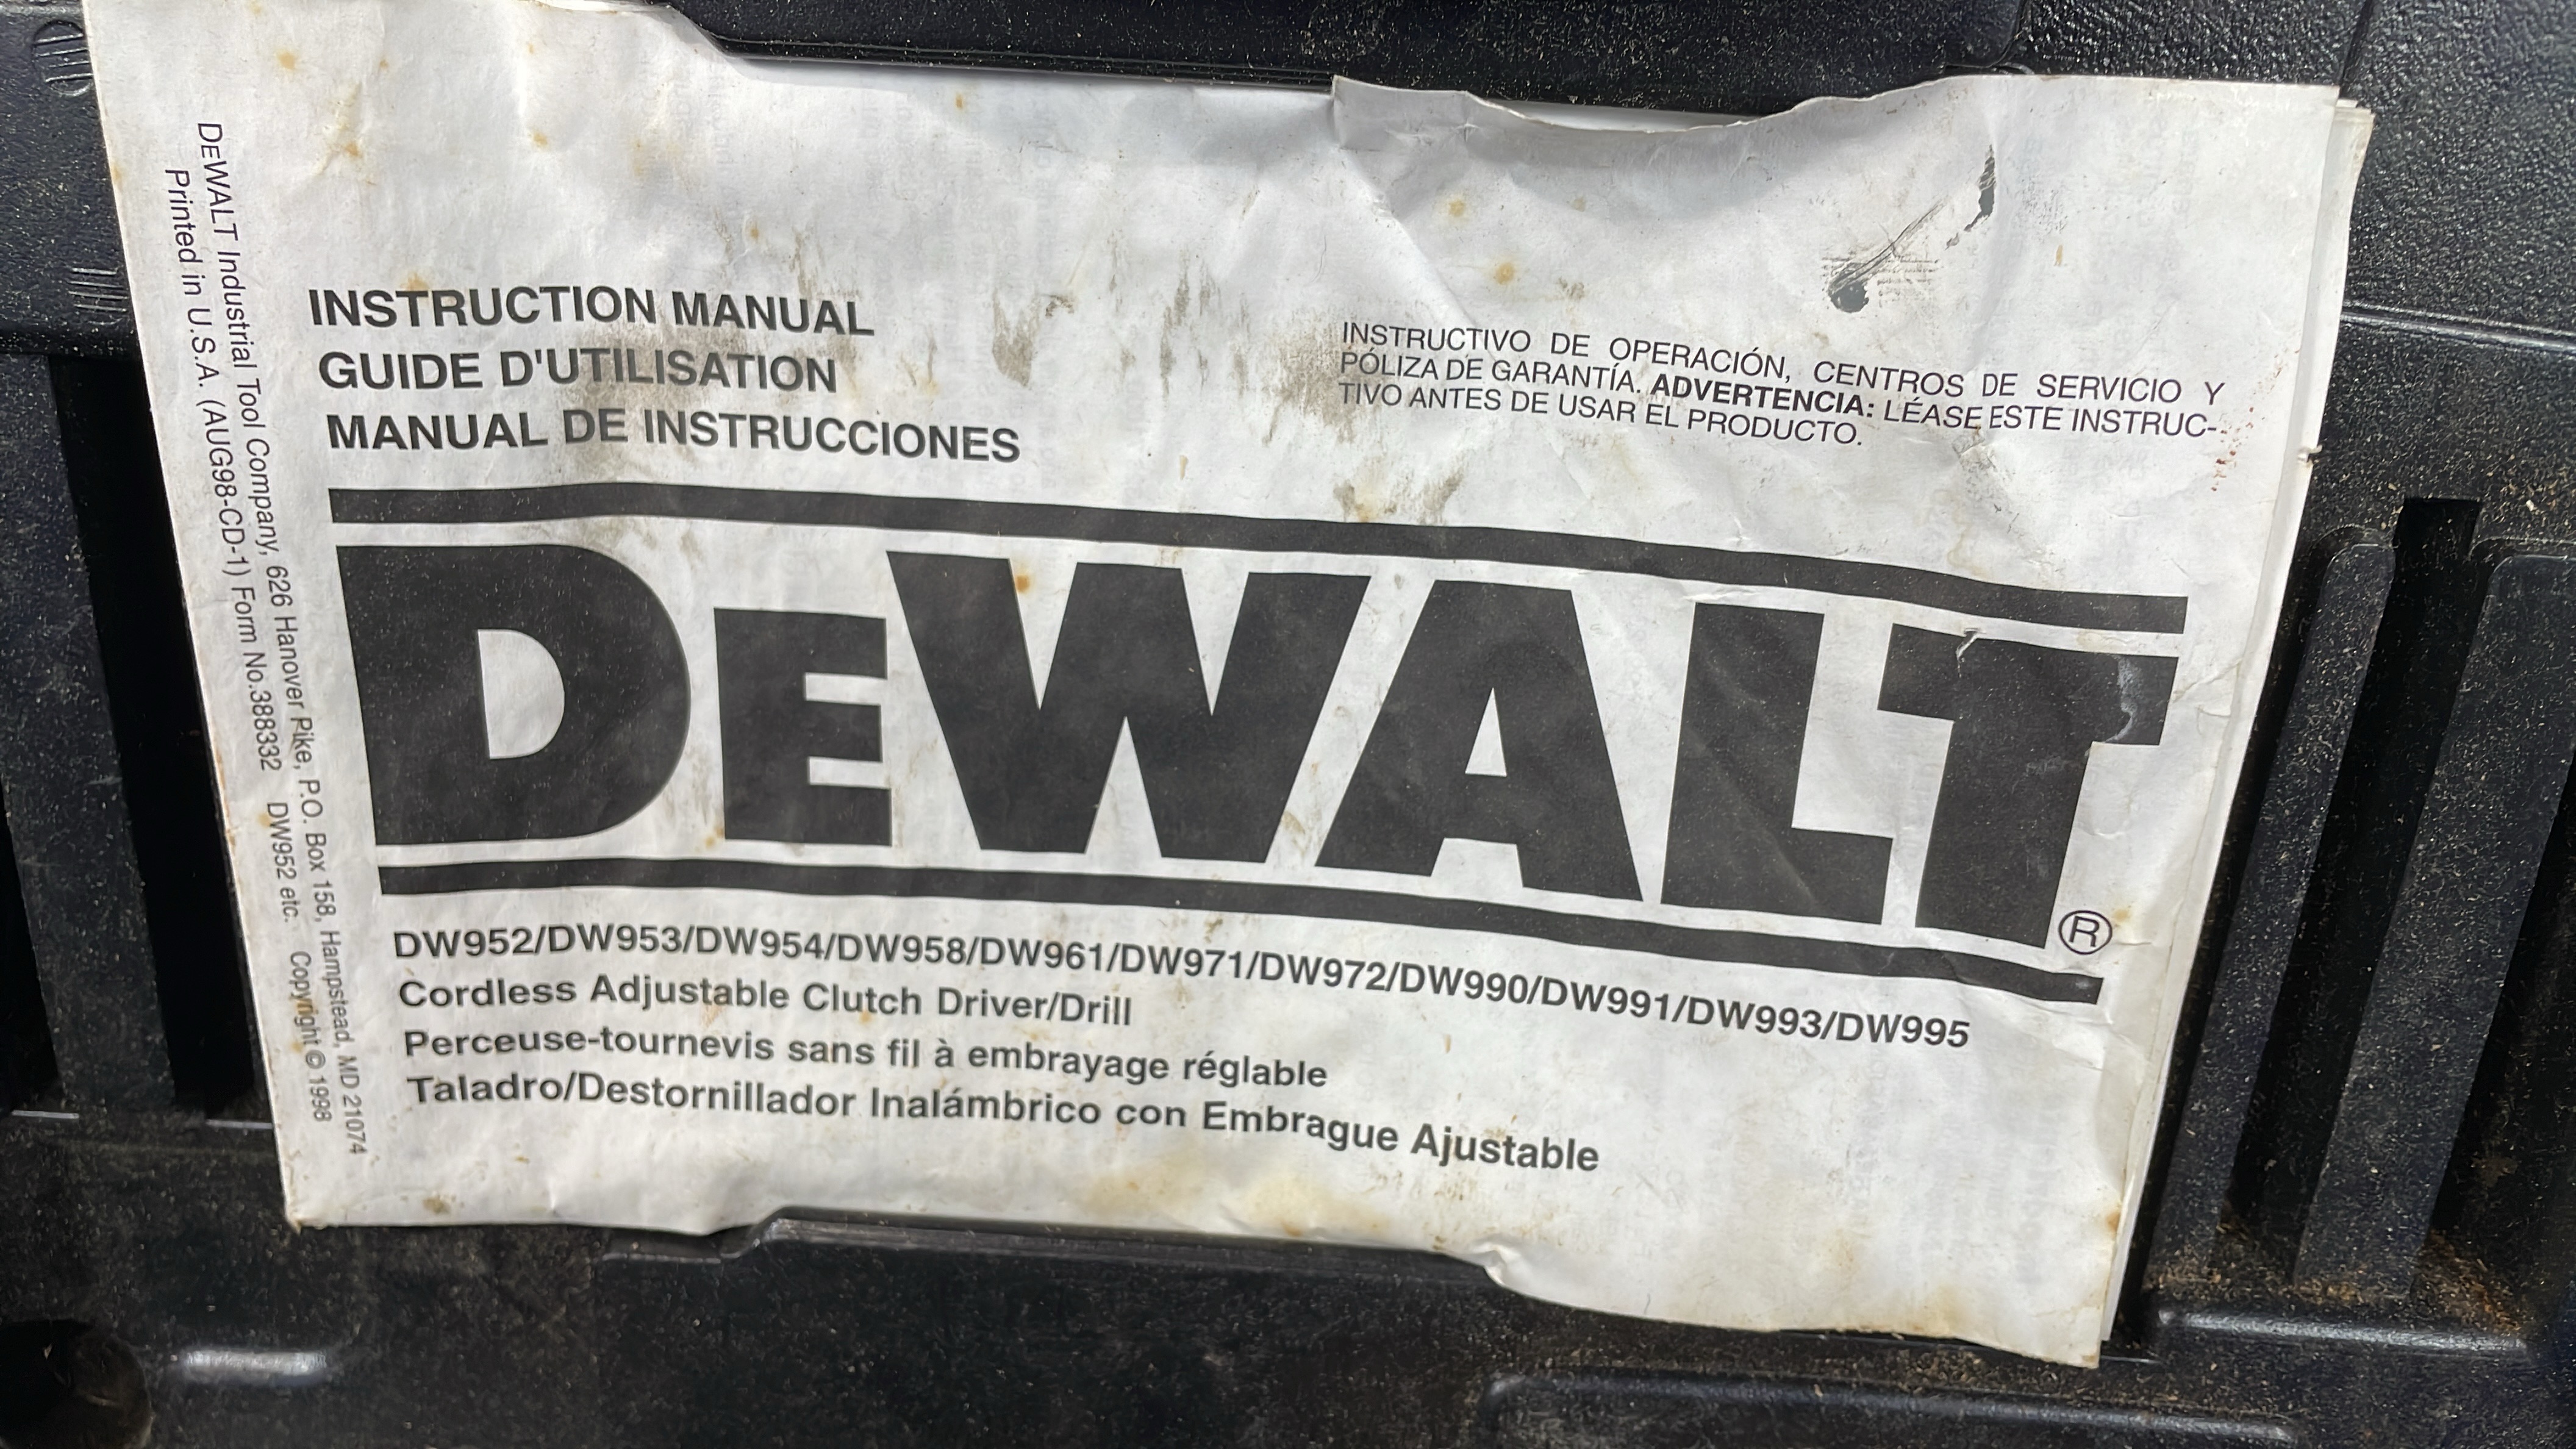 INSTRUCTION MANUAL
GUIDE D'UTILISATION
MANUAL DE INSTRUCCIONES
INSTRUCTIVO DE OPERACIÓN, CENTROS DE SERVICIO Y
PÓLIZA DE GARANTÍA. ADVERTENCIA: LÉASE ESTE INSTRUC-
TIVO ANTES DE USAR EL PRODUCTO.
DEWALT®
DW952/DW953/DW954/DW958/DW961/DW971/DW972/DW990/DW991/DW993/DW995
Cordless Adjustable Clutch Driver/Drill
Perceuse-tournevis sans fil à embrayage réglable
Taladro/Destornillador Inalámbrico con Embrague Ajustable
DEWALT Industrial Tool Company, 626 Hanover Pike, P.O. Box 158, Hampstead, MD 21074
Printed in U.S.A. (AUG98-CD-1) Form No.388332 DW952 etc. Copyright © 1998